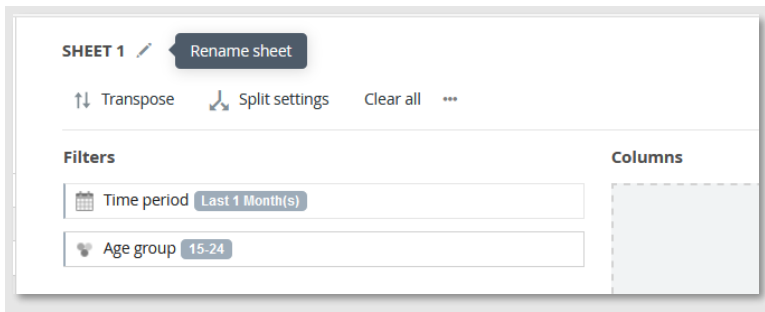 SHEET 1 Rename sheet
Transpose Split settings Clear all ...
Filters Columns
Time period Last 1 Month(s)
Age group 15-24